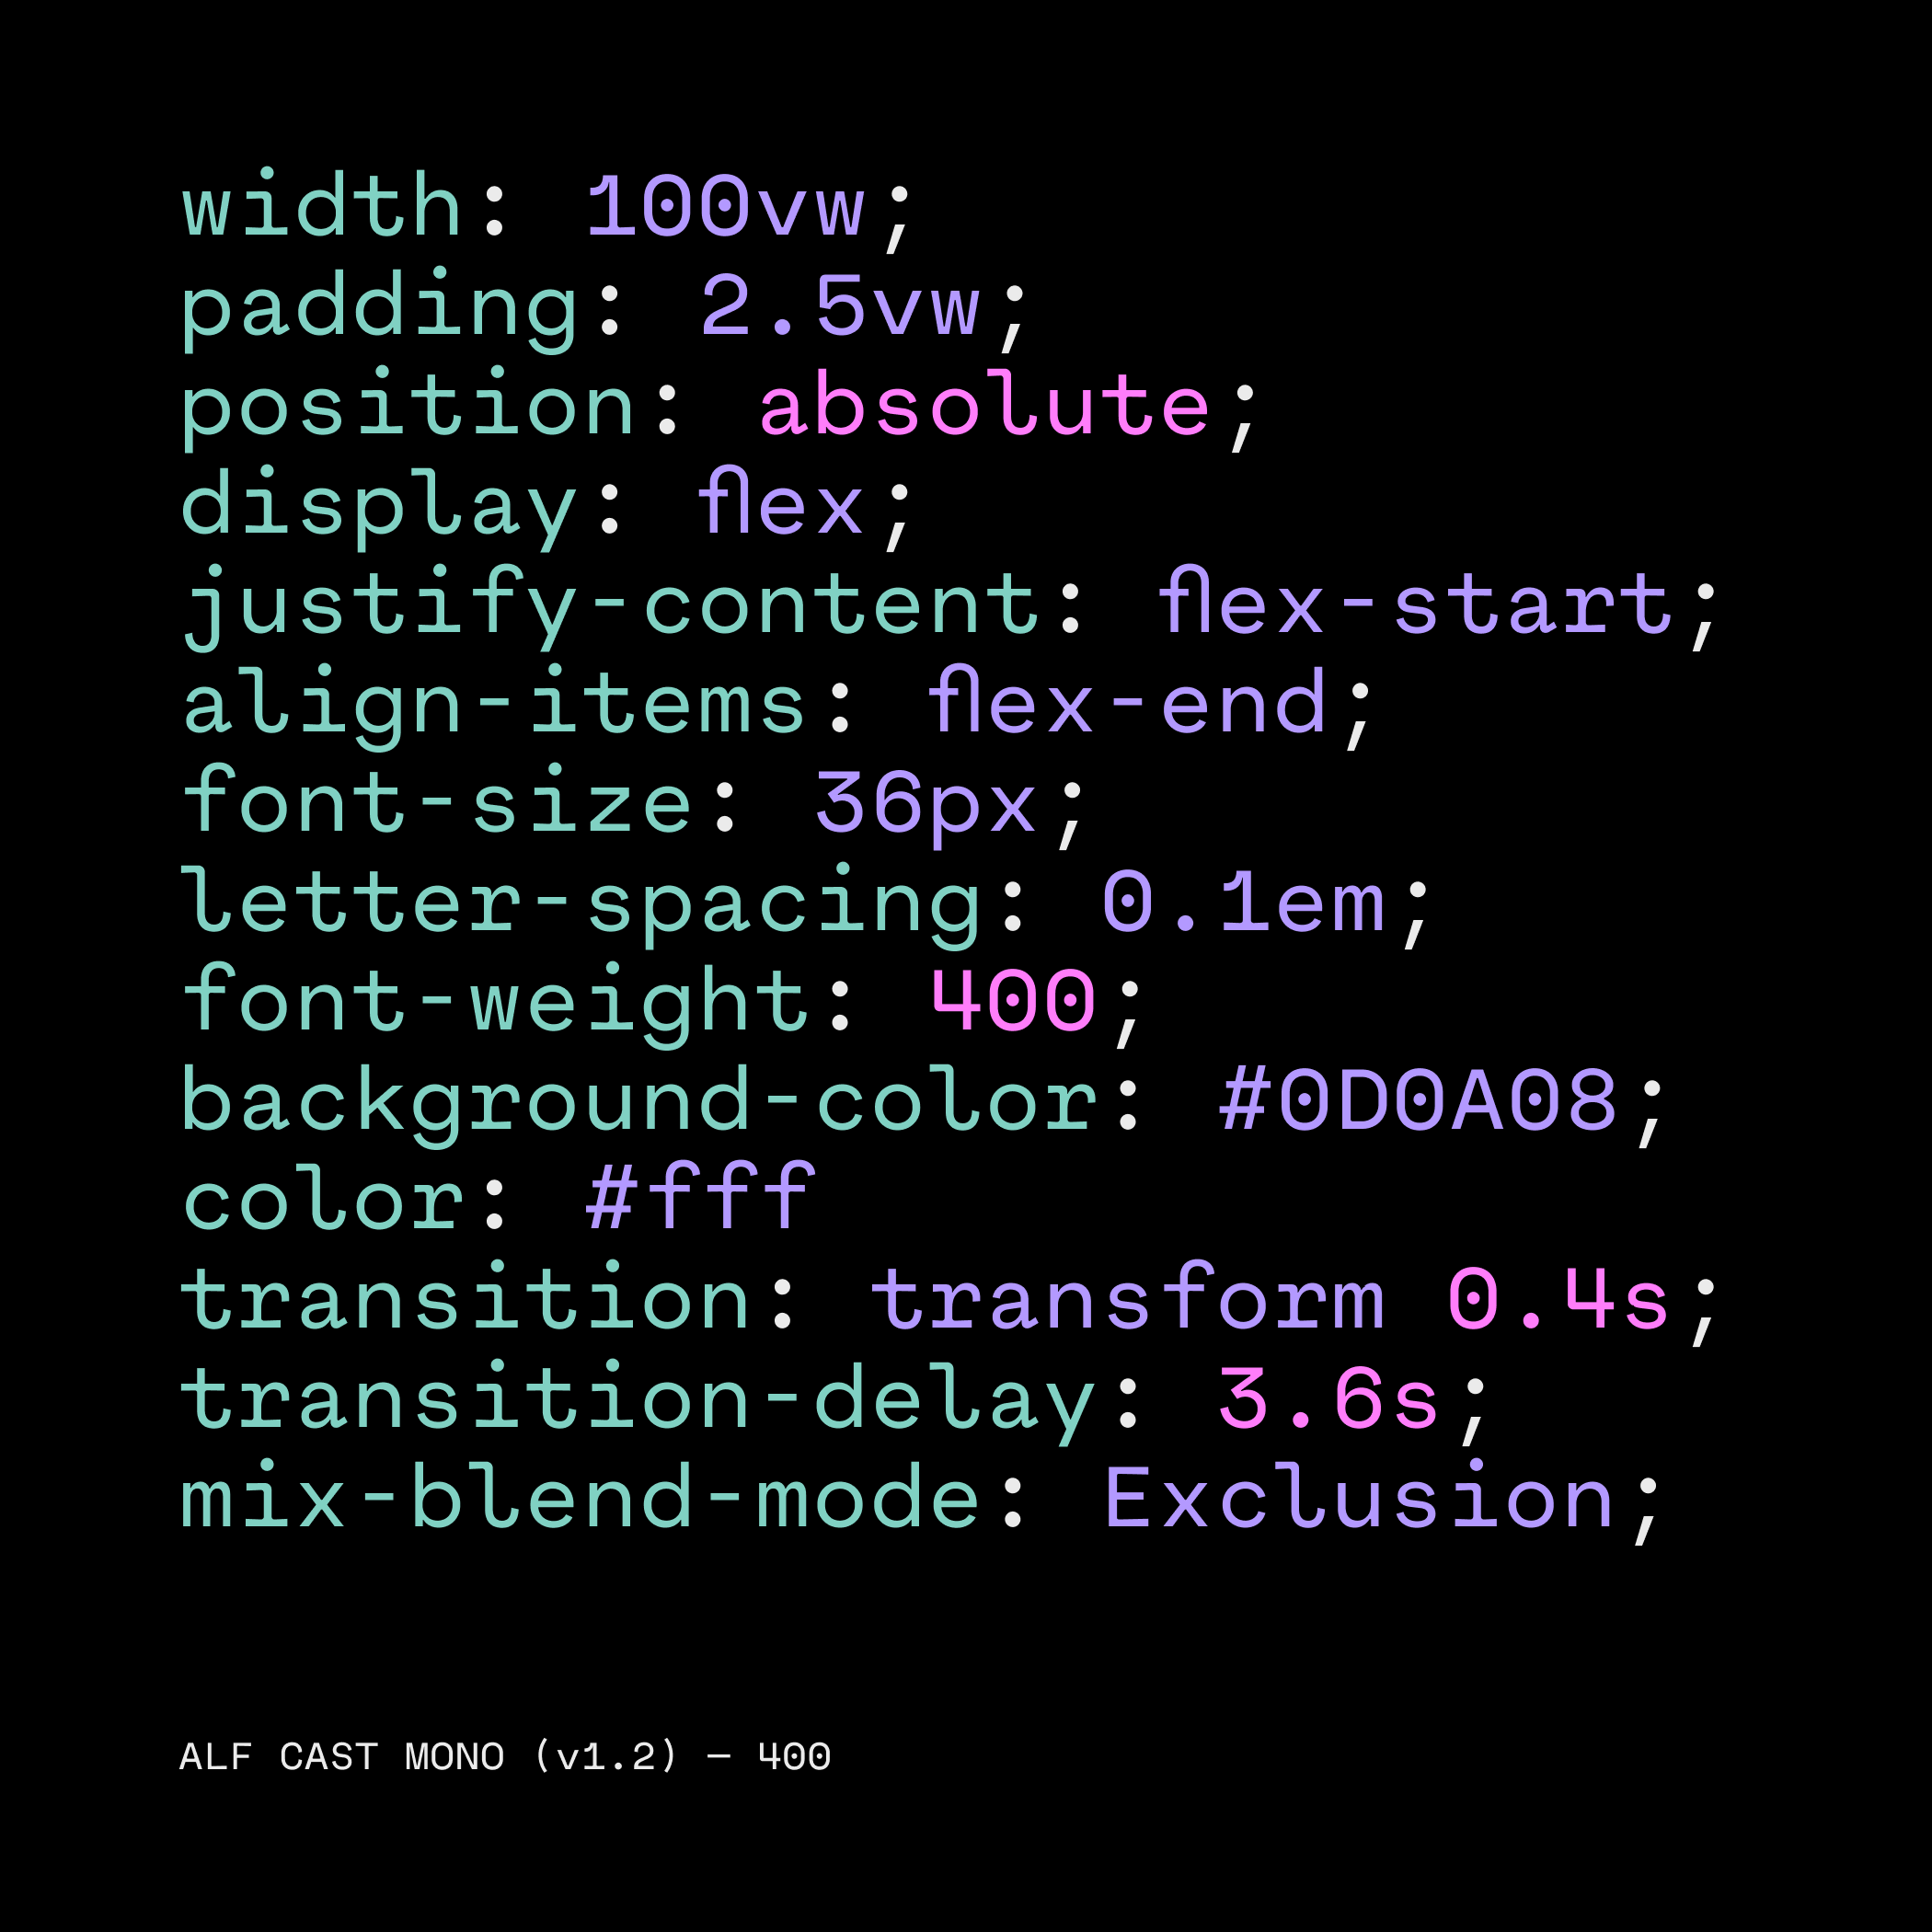 width: 100vw;
padding: 2.5vw;
position: absolute;
display: flex;
justify-content: flex-start;
align-items: flex-end;
font-size: 36px;
letter-spacing: 0.1em;
font-weight: 400;
background-color: #0D0A08;
color: #fff
transition: transform 0.4s;
transition-delay: 3.6s;
mix-blend-mode: Exclusion;
ALF CAST MONO (v1.2) — 400